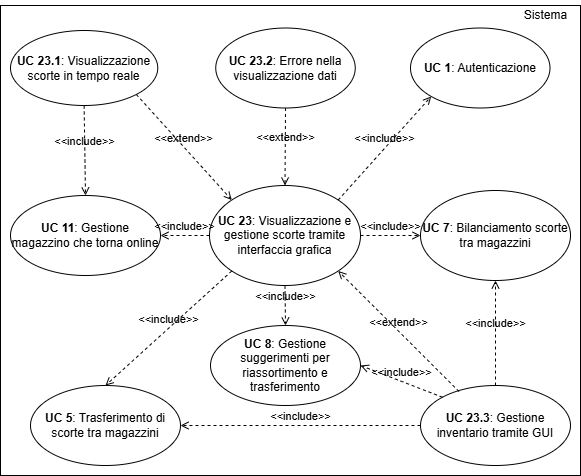 Sistema
UC 23.1: Visualizzazione
scorte in tempo reale
UC 23.2: Errore nella
visualizzazione dati
UC 1: Autenticazione
<<include>>
<<extend>>
<<extend>>
<<include>>
UC 11: Gestione
magazzino che torna online
<<include>>
UC 23: Visualizzazione e
gestione scorte tramite
interfaccia grafica
<<include>>
UC 7: Bilanciamento scorte
tra magazzini
<<include>>
<<include>>
<<extend>>
<<include>>
UC 8: Gestione
suggerimenti per
riassortimento e
trasferimento
<<include>>
UC 5: Trasferimento di
scorte tra magazzini
<<include>>
UC 23.3: Gestione
inventario tramite GUI